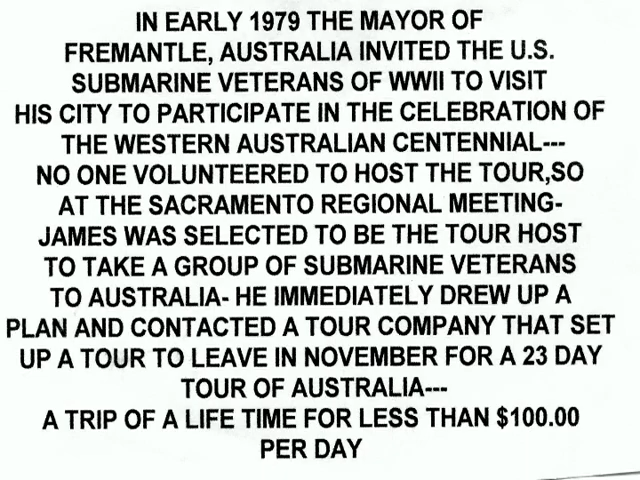 IN EARLY 1979 THE MAYOR OF
FREMANTLE, AUSTRALIA INVITED THE U.S.
SUBMARINE VETERANS OF WWII TO VISIT
HIS CITY TO PARTICIPATE IN THE CELEBRATION OF
THE WESTERN AUSTRALIAN CENTENNIAL---
NO ONE VOLUNTEERED TO HOST THE TOUR,SO
AT THE SACRAMENTO REGIONAL MEETING-
JAMES WAS SELECTED TO BE THE TOUR HOST
TO TAKE A GROUP OF SUBMARINE VETERANS
TO AUSTRALIA- HE IMMEDIATELY DREW UP A
PLAN AND CONTACTED A TOUR COMPANY THAT SET
UP A TOUR TO LEAVE IN NOVEMBER FOR A 23 DAY
TOUR OF AUSTRALIA---
A TRIP OF A LIFE TIME FOR LESS THAN $100.00
PER DAY